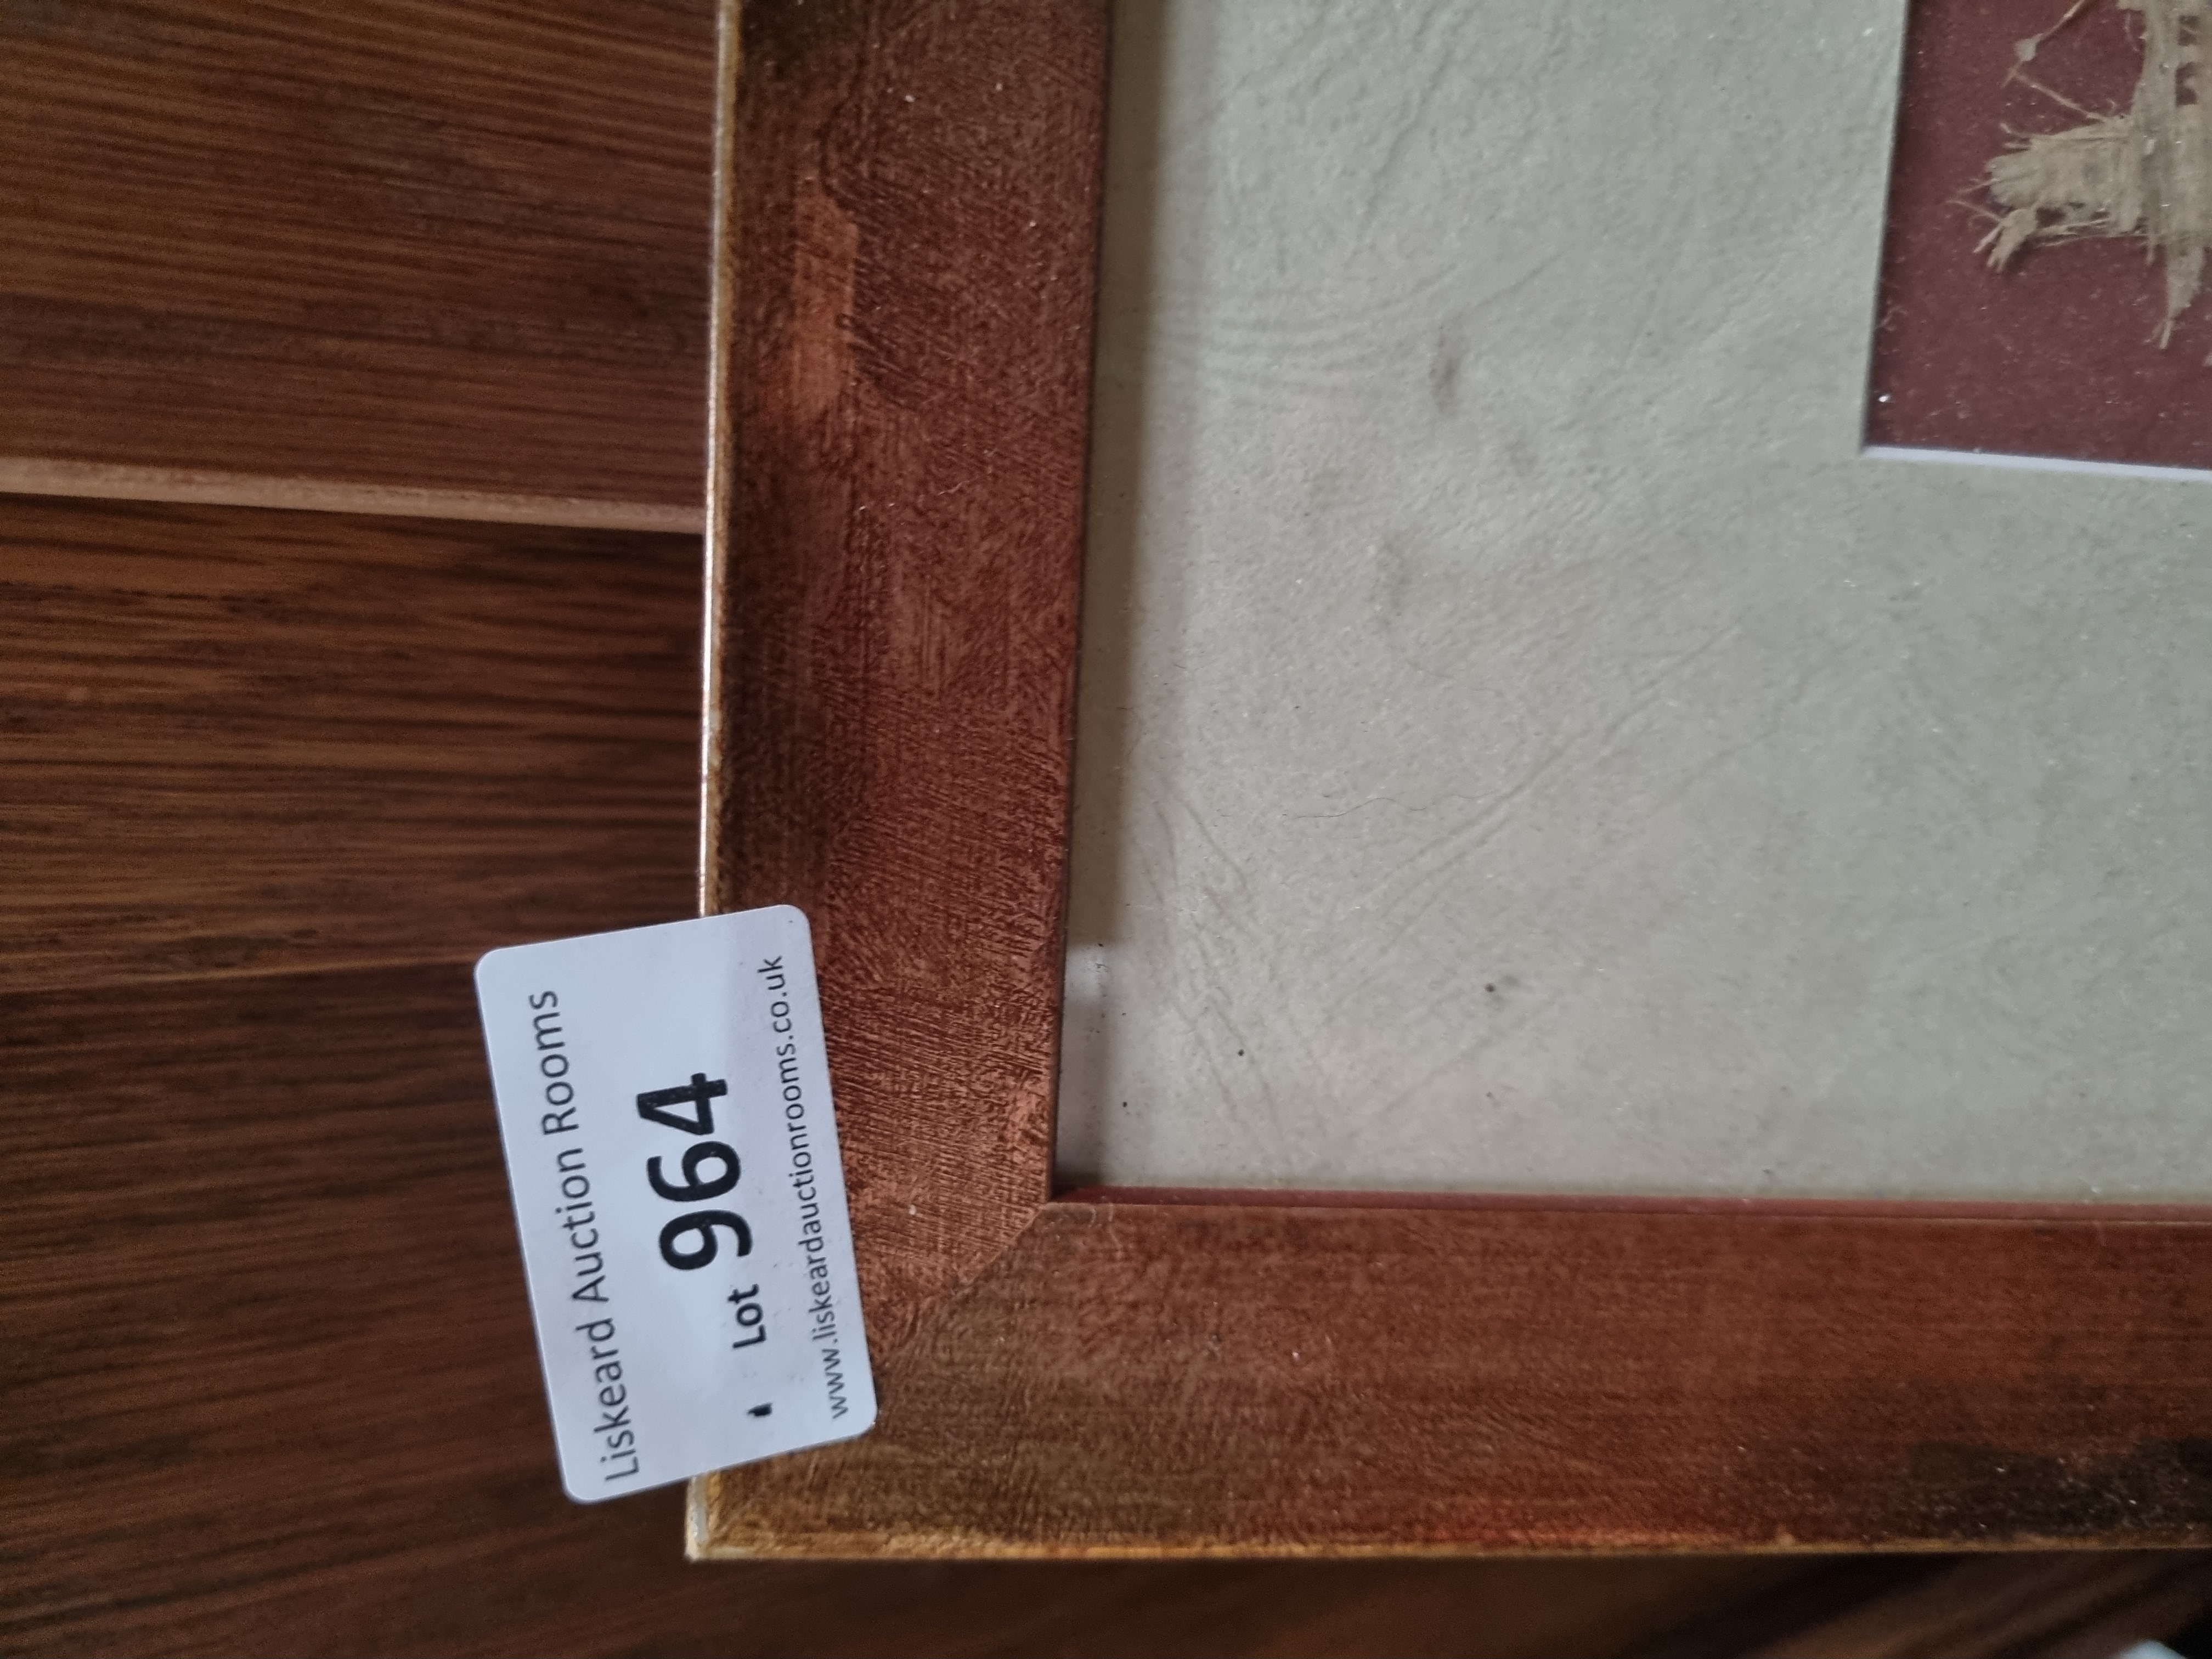 Liskeard Auction Rooms
Lot 964
www.liskeardauctionrooms.co.uk